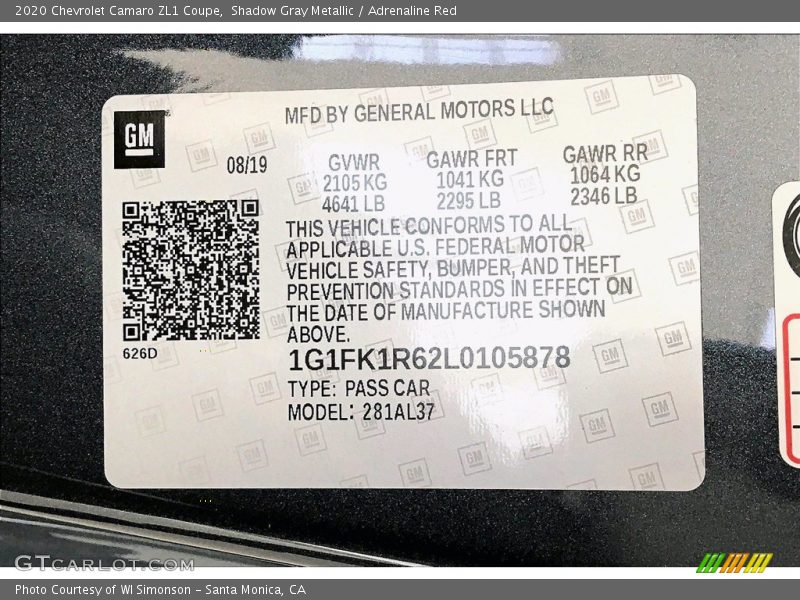 2020 Chevrolet Camaro ZL1 Coupe, Shadow Gray Metallic / Adrenaline Red
MFD BY GENERAL MOTORS LLC
GM
08/19
GVWR GAWR FRT GAWR RR
2105 KG 1041 KG 1064 KG
4641 LB 2295 LB 2346 LB
THIS VEHICLE CONFORMS TO ALL
APPLICABLE U.S. FEDERAL MOTOR
VEHICLE SAFETY, BUMPER, AND THEFT
PREVENTION STANDARDS IN EFFECT ON
THE DATE OF MANUFACTURE SHOWN
ABOVE.
626D
1G1FK1R62L0105878
TYPE: PASS CAR
MODEL: 281AL37
GTCARLOT.COM
Photo Courtesy of WI Simonson - Santa Monica, CA